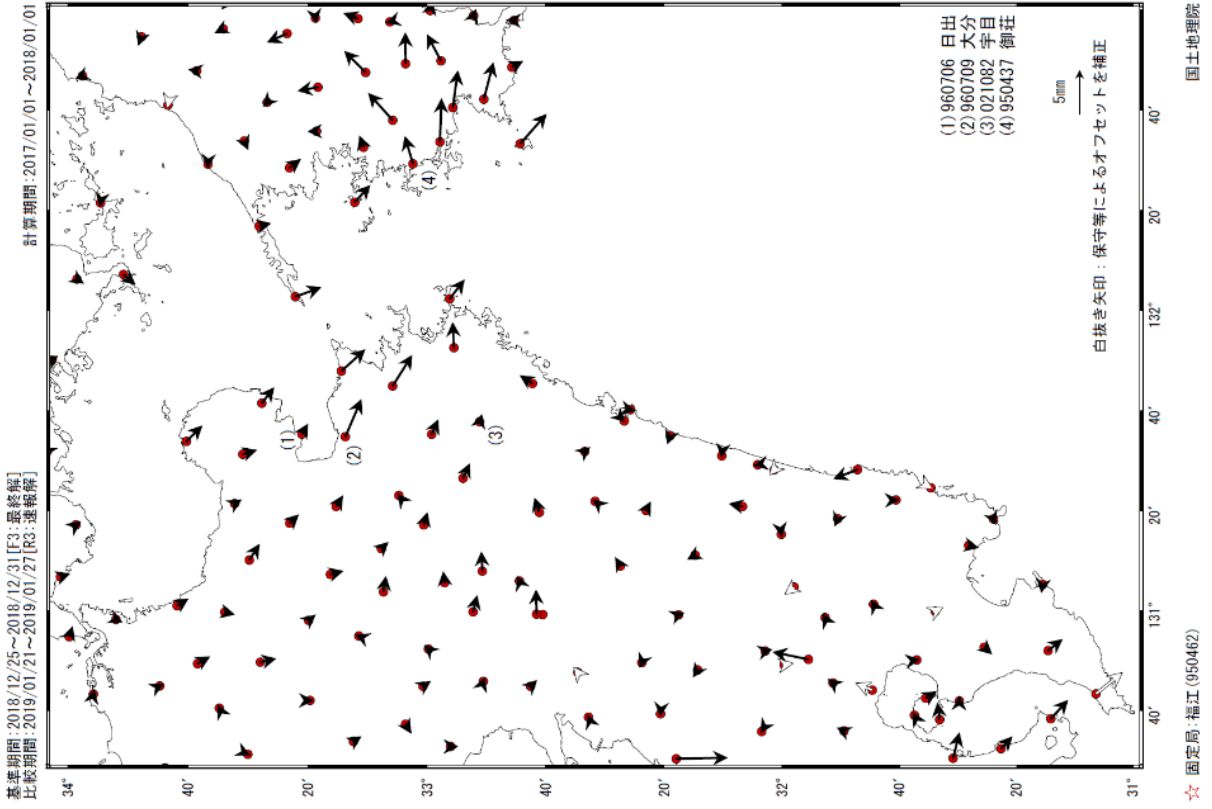 基準期間:2018/12/25~2018/12/31[F3:最終解]
比較期間:2019/01/21~2019/01/27[R3:速報解]
計算期間:2017/01/01~2018/01/01
34°
40'
20'
33°
40'
20'
32°
40'
20'
31°
40'
131°
20'
40'
132°
20'
40'
(1)
(2)
(3)
(4)
(1) 960706 日出
(2) 960709 大分
(3) 021082 宇目
(4) 950437 御荘
5mm
白抜き矢印:保守等によるオフセットを補正
☆ 固定局:福江(950462)
国土地理院